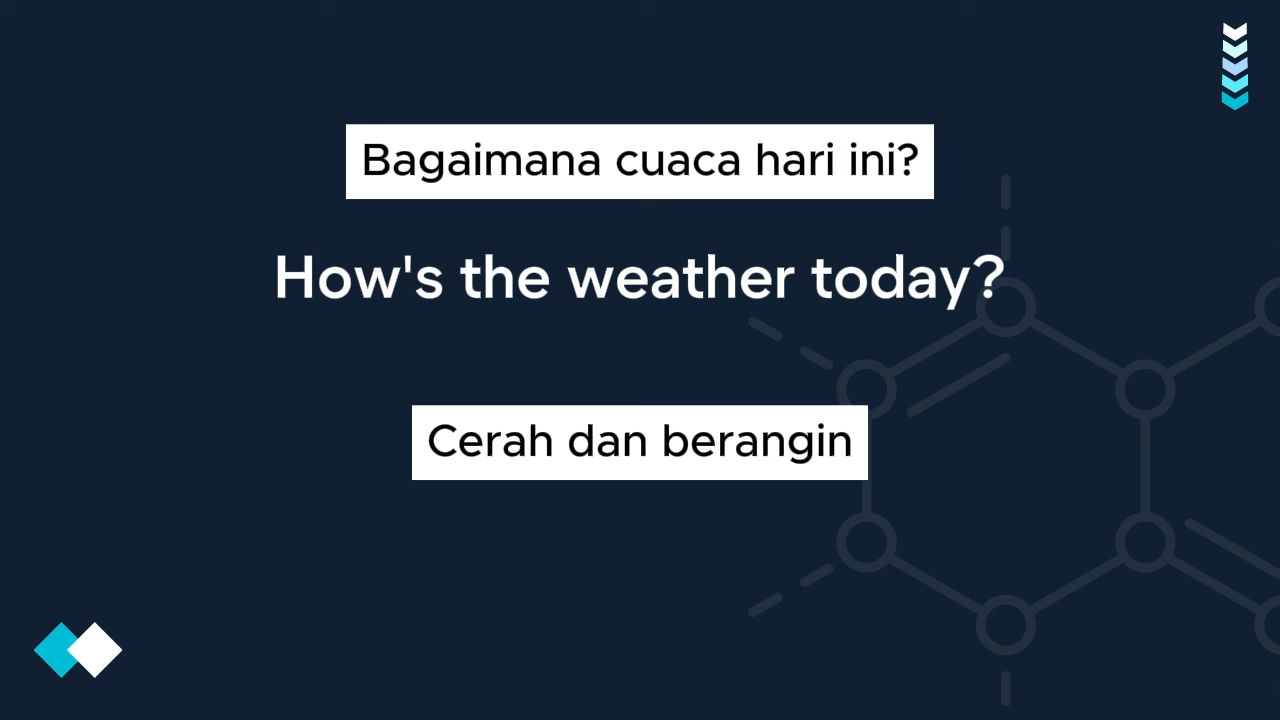 Bagaimana cuaca hari ini?
How's the weather today?
Cerah dan berangin